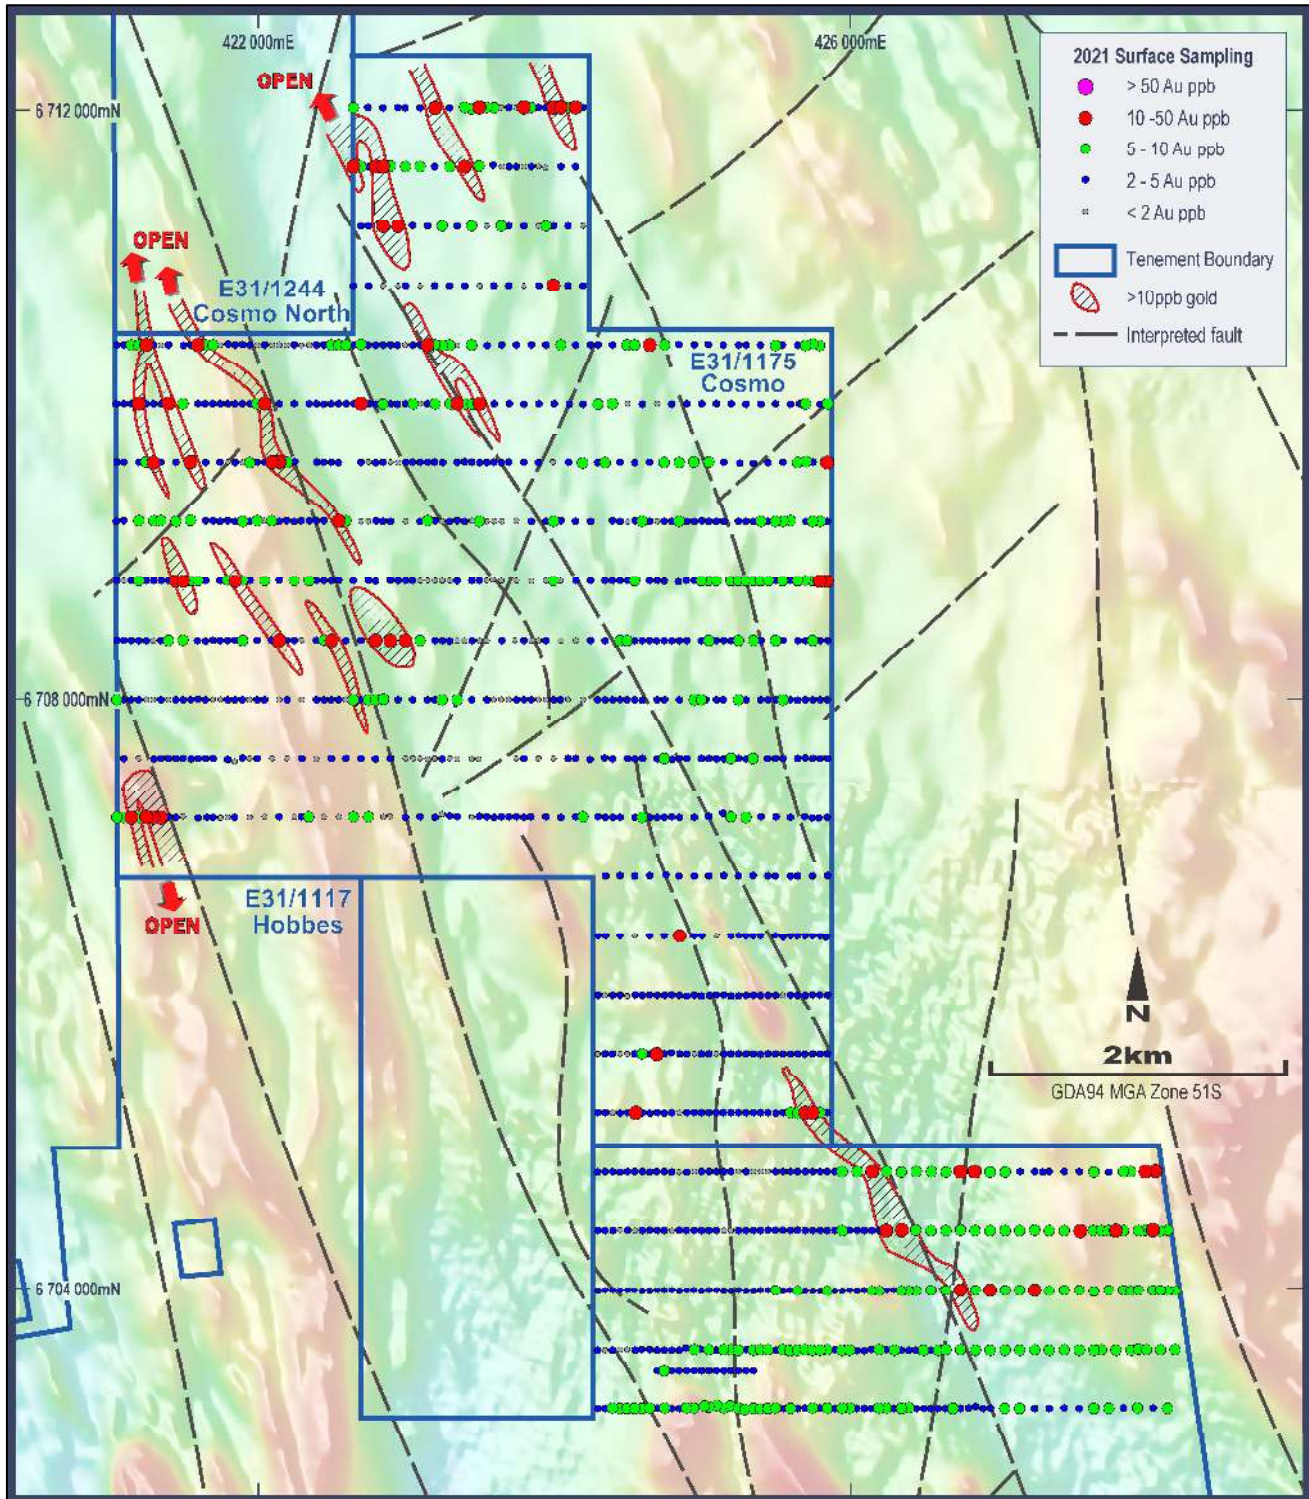 422 000mE
426 000mE
OPEN
6 712 000mN
2021 Surface Sampling
> 50 Au ppb
10 -50 Au ppb
5 - 10 Au ppb
2 - 5 Au ppb
< 2 Au ppb
Tenement Boundary
>10ppb gold
Interpreted fault
OPEN
E31/1244
Cosmo North
E31/1175
Cosmo
6 708 000mN
E31/1117
Hobbes
OPEN
N
2km
GDA94 MGA Zone 51S
6 704 000mN